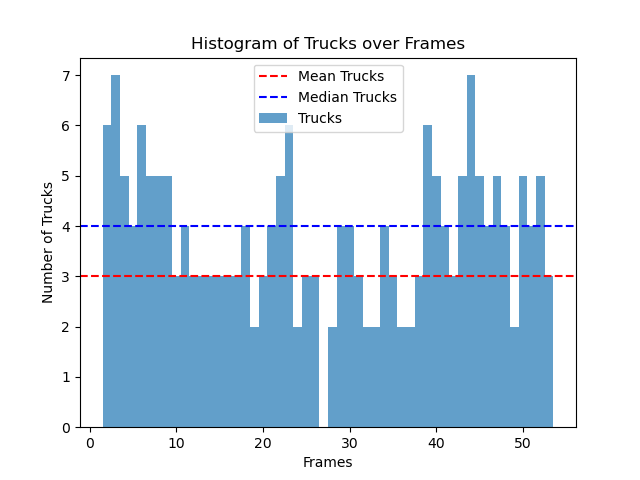 Histogram of Trucks over Frames
Mean Trucks
Median Trucks
Trucks
7
6
5
4
3
2
1
0
Number of Trucks
0 10 20 30 40 50
Frames